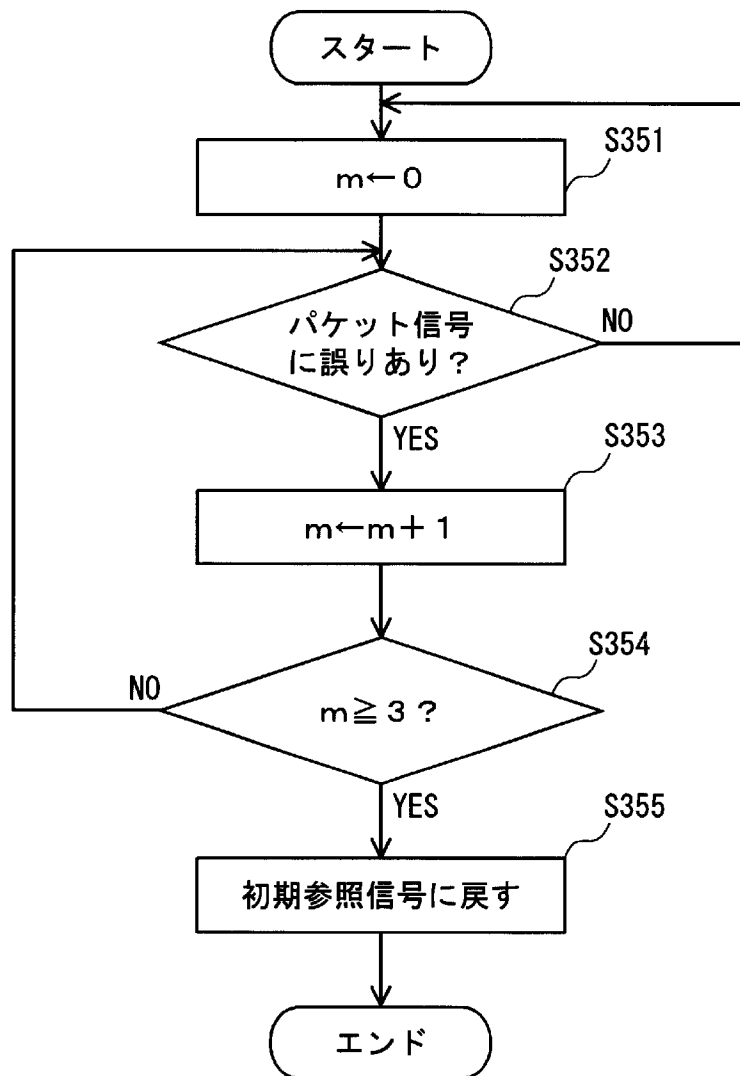 スタート
S351
m←0
S352
パケット信号
に誤りあり?
NO
YES
S353
m←m+1
S354
NO
m≧3?
YES
S355
初期参照信号に戻す
エンド